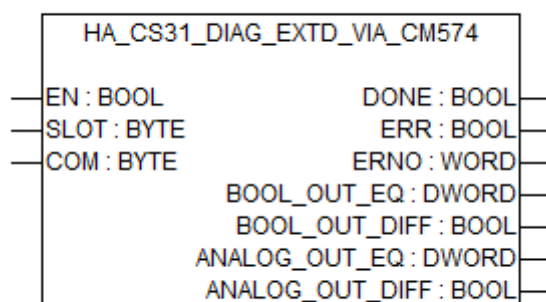 HA_CS31_DIAG_EXTD_VIA_CM574
EN : BOOL DONE : BOOL
SLOT : BYTE ERR : BOOL
COM : BYTE ERNO : WORD
BOOL_OUT_EQ : DWORD
BOOL_OUT_DIFF : BOOL
ANALOG_OUT_EQ : DWORD
ANALOG_OUT_DIFF : BOOL